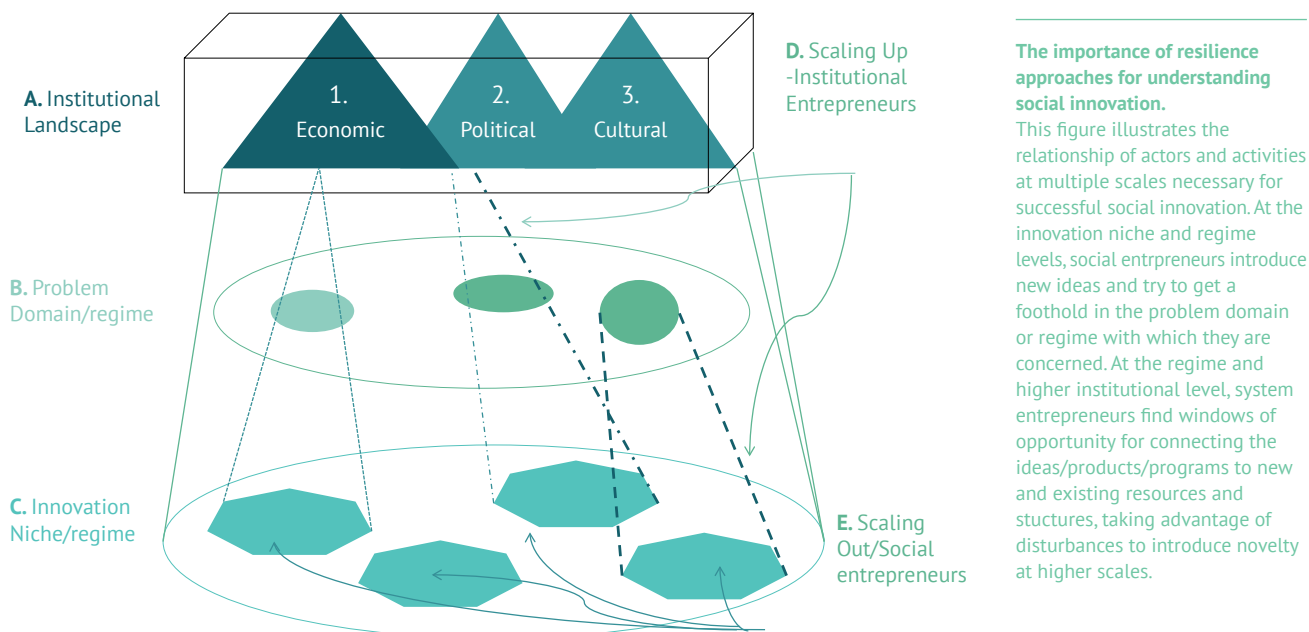 A. Institutional
Landscape
1.
Economic
2.
Political
3.
Cultural
D. Scaling Up
-Institutional
Entrepreneurs
B. Problem
Domain/regime
C. Innovation
Niche/regime
E. Scaling
Out/Social
entrepreneurs
The importance of resilience
approaches for understanding
social innovation.
This figure illustrates the
relationship of actors and activities
at multiple scales necessary for
successful social innovation. At the
innovation niche and regime
levels, social entrpreneurs introduce
new ideas and try to get a
foothold in the problem domain
or regime with which they are
concerned. At the regime and
higher institutional level, system
entrepreneurs find windows of
opportunity for connecting the
ideas/products/programs to new
and existing resources and
stuctures, taking advantage of
disturbances to introduce novelty
at higher scales.